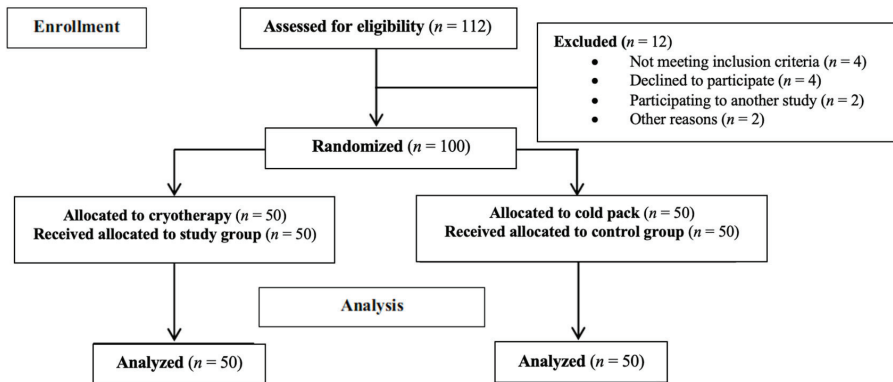 Enrollment
Assessed for eligibility (n = 112)
Excluded (n = 12)
• Not meeting inclusion criteria (n = 4)
• Declined to participate (n = 4)
• Participating to another study (n = 2)
• Other reasons (n = 2)
Randomized (n = 100)
Allocated to cryotherapy (n = 50)
Received allocated to study group (n = 50)
Allocated to cold pack (n = 50)
Received allocated to control group (n = 50)
Analysis
Analyzed (n = 50)
Analyzed (n = 50)